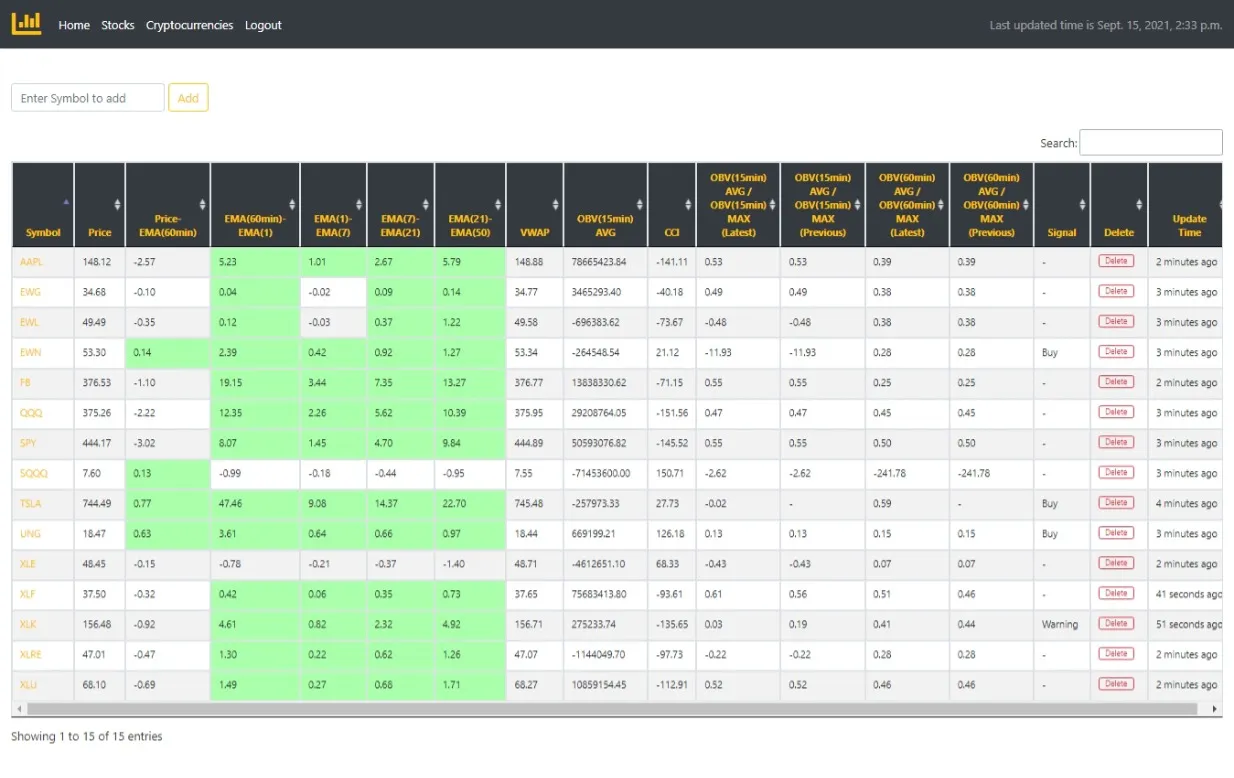 Home Stocks Cryptocurrencies Logout Last updated time is Sept. 15, 2021, 2:33 p.m.
Enter Symbol to add Add
Search:
Symbol Price Price-EMA(60min) EMA(60min)-EMA(1) EMA(1)-EMA(7) EMA(7)-EMA(21) EMA(21)-EMA(50) VWAP OBV(15min) AVG CCI OBV(15min) AVG / OBV(15min) MAX (Latest) OBV(15min) AVG / OBV(15min) MAX (Previous) OBV(60min) AVG / OBV(60min) MAX (Latest) OBV(60min) AVG / OBV(60min) MAX (Previous) Signal Delete Update Time
AAPL 148.12 -2.57 5.23 1.01 2.67 5.79 148.88 78665423.84 -141.11 0.53 0.53 0.39 0.39 - Delete 2 minutes ago
EWG 34.68 -0.10 0.04 -0.02 0.09 0.14 34.77 3465293.40 -40.18 0.49 0.49 0.38 0.38 - Delete 3 minutes ago
EWL 49.49 -0.35 0.12 -0.03 0.37 1.22 49.58 -696383.62 -73.67 -0.48 -0.48 0.38 0.38 - Delete 3 minutes ago
EWN 53.30 0.14 2.39 0.42 0.92 1.27 53.34 -264548.54 21.12 -11.93 -11.93 0.28 0.28 Buy Delete 3 minutes ago
FB 376.53 -1.10 19.15 3.44 7.35 13.27 376.77 13838330.62 -71.15 0.55 0.55 0.25 0.25 - Delete 2 minutes ago
QQQ 375.26 -2.22 12.35 2.26 5.62 10.39 375.95 29208764.05 -151.56 0.47 0.47 0.45 0.45 - Delete 3 minutes ago
SPY 444.17 -3.02 8.07 1.45 4.70 9.84 444.89 50593076.82 -145.52 0.55 0.55 0.50 0.50 - Delete 3 minutes ago
SQQQ 7.60 0.13 -0.99 -0.18 -0.44 -0.95 7.55 -71453600.00 150.71 -2.62 -2.62 -241.78 -241.78 - Delete 3 minutes ago
TSLA 744.49 0.77 47.46 9.08 14.37 22.70 745.48 -257973.33 27.73 -0.02 - 0.59 - Buy Delete 4 minutes ago
UNG 18.47 0.63 3.61 0.64 0.66 0.97 18.44 669199.21 126.18 0.13 0.13 0.15 0.15 Buy Delete 3 minutes ago
XLE 48.45 -0.15 -0.78 -0.21 -0.37 -1.40 48.71 -4612651.10 68.33 -0.43 -0.43 0.07 0.07 - Delete 2 minutes ago
XLF 37.50 -0.32 0.42 0.06 0.35 0.73 37.65 75683413.80 -93.61 0.61 0.56 0.51 0.46 - Delete 41 seconds ago
XLK 156.48 -0.92 4.61 0.82 2.32 4.92 156.71 275233.74 -135.65 0.03 0.19 0.41 0.44 Warning Delete 51 seconds ago
XLRE 47.01 -0.47 1.30 0.22 0.62 1.26 47.07 -1144049.70 -97.73 -0.22 -0.22 0.28 0.28 - Delete 2 minutes ago
XLU 68.10 -0.69 1.49 0.27 0.68 1.71 68.27 10859154.45 -112.91 0.52 0.52 0.46 0.46 - Delete 2 minutes ago
Showing 1 to 15 of 15 entries